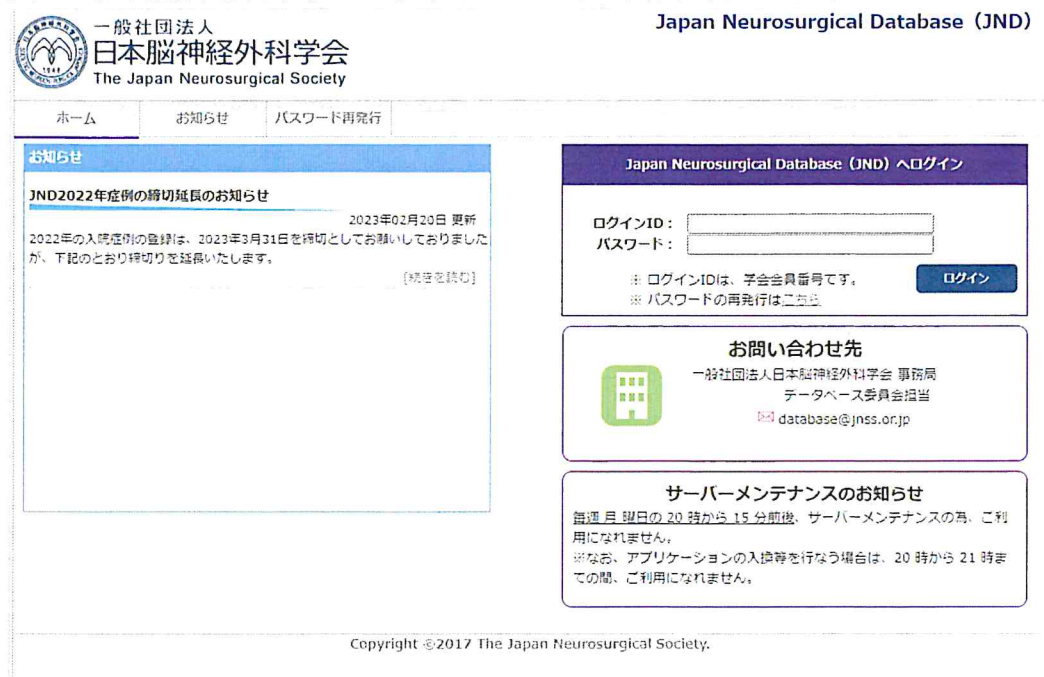 一般社団法人
日本脳神経外科学会
The Japan Neurosurgical Society
Japan Neurosurgical Database (JND)
ホーム
お知らせ
パスワード再発行
お知らせ
JND2022年症例の締切延長のお知らせ
2023年02月20日 更新
2022年の入院症例の登録は、2023年3月31日を締切としてお願いしておりました
が、下記のとおり締切りを延長いたします。
[続きを読む]
Japan Neurosurgical Database (JND) へログイン
ログインID：
パスワード：
※ ログインIDは、学会会員番号です。
※ パスワードの再発行はこちら
ログイン
お問い合わせ先
一般社団法人日本脳神経外科学会 事務局
データベース委員会担当
database@jnss.or.jp
サーバーメンテナンスのお知らせ
毎週 月 曜日の 20 時から 15 分前後、サーバーメンテナンスの為、ご利
用になれません。
※なお、アプリケーションの入換等を行なう場合は、20 時から 21 時ま
での間、ご利用になれません。
Copyright ©2017 The Japan Neurosurgical Society.